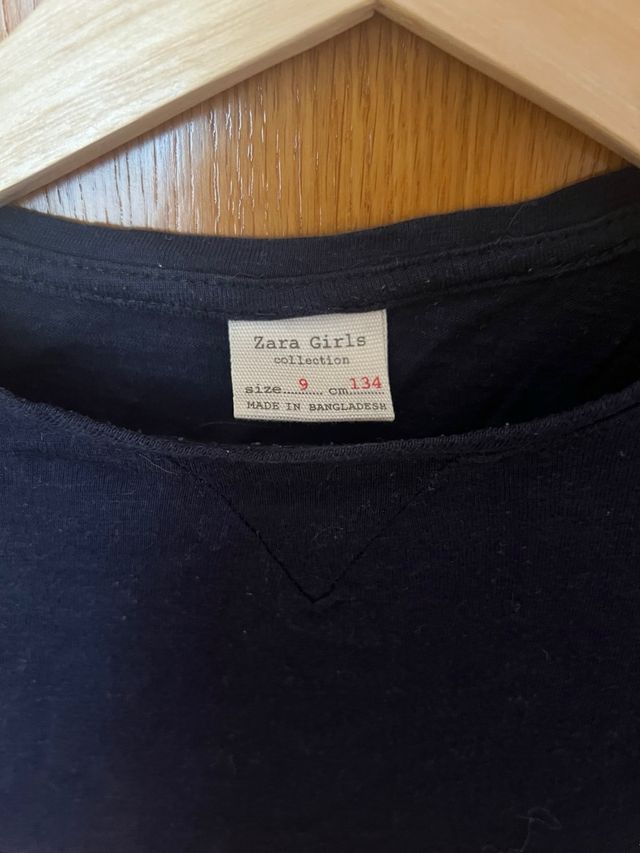 Zara Girls
collection
size....9.... cm.134....
MADE IN BANGLADESH